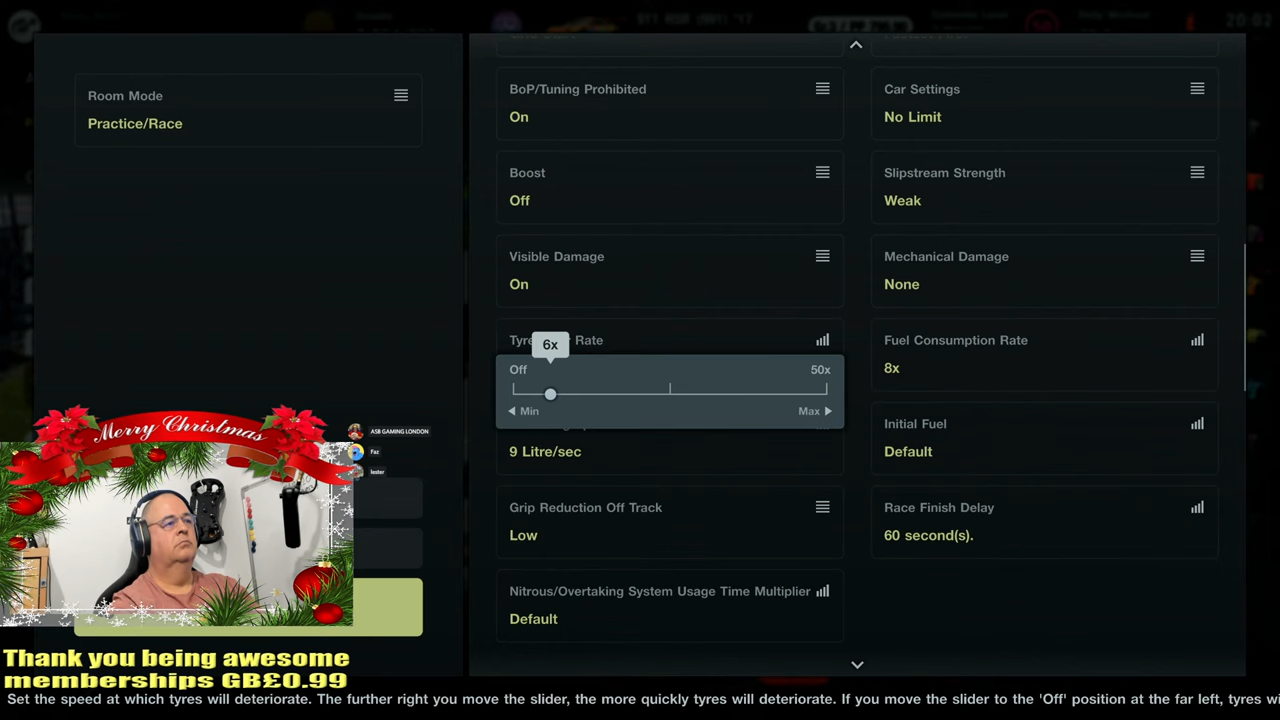 20:02
Room Mode
Practice/Race
BoP/Tuning Prohibited
On
Car Settings
No Limit
Boost
Off
Slipstream Strength
Weak
Visible Damage
On
Mechanical Damage
None
Rate
6x
Off
50x
Min
Max
Fuel Consumption Rate
8x
9 Litre/sec
Initial Fuel
Default
Grip Reduction Off Track
Low
Race Finish Delay
60 second(s).
Nitrous/Overtaking System Usage Time Multiplier
Default
Merry Christmas
ASB GAMING LONDON
Faz
lester
Thank you being awesome
memberships GB£0.99
Set the speed at which tyres will deteriorate. The further right you move the slider, the more quickly tyres will deteriorate. If you move the slider to the 'Off' position at the far left, tyres wi